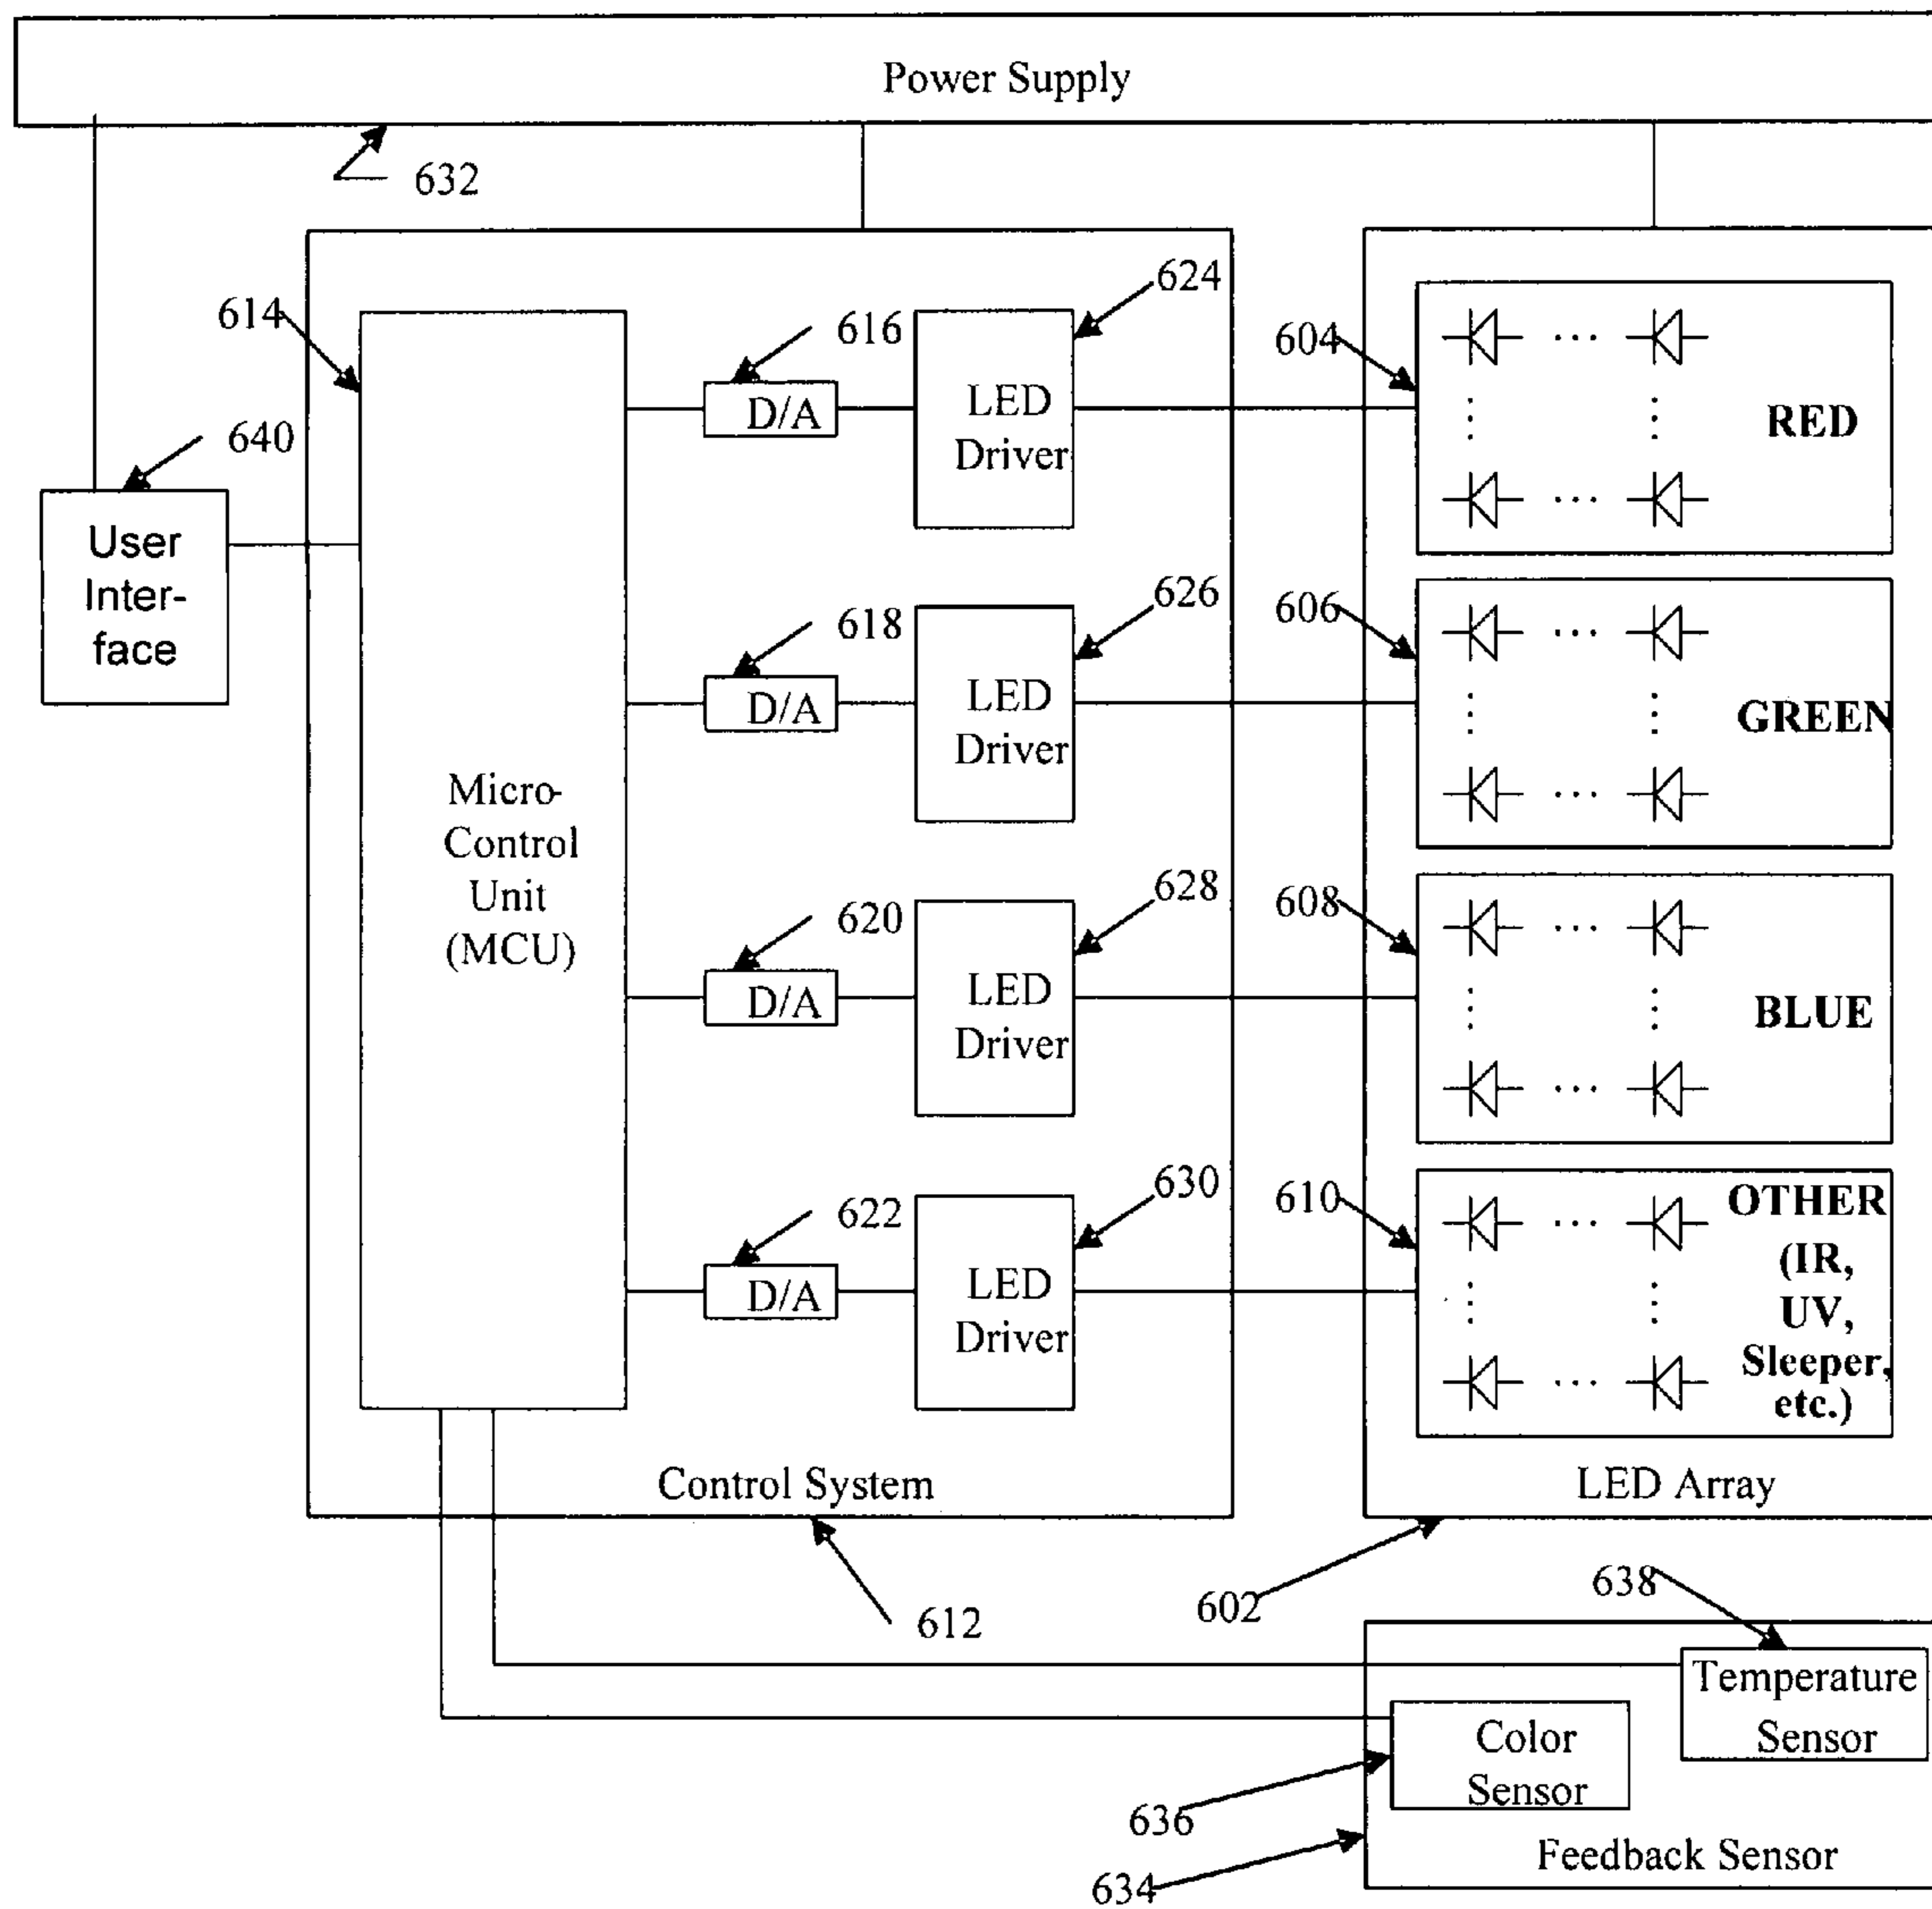 Power Supply
632
614
616
624
604
D/A
LED
Driver
RED
640
User
Inter-
face
618
626
606
D/A
LED
Driver
GREEN
Micro-
Control
Unit
(MCU)
620
628
608
D/A
LED
Driver
BLUE
622
630
610
D/A
LED
Driver
OTHER
(IR,
UV,
Sleeper,
etc.)
Control System
LED Array
612
602
638
Temperature
Sensor
Color
Sensor
636
Feedback Sensor
634